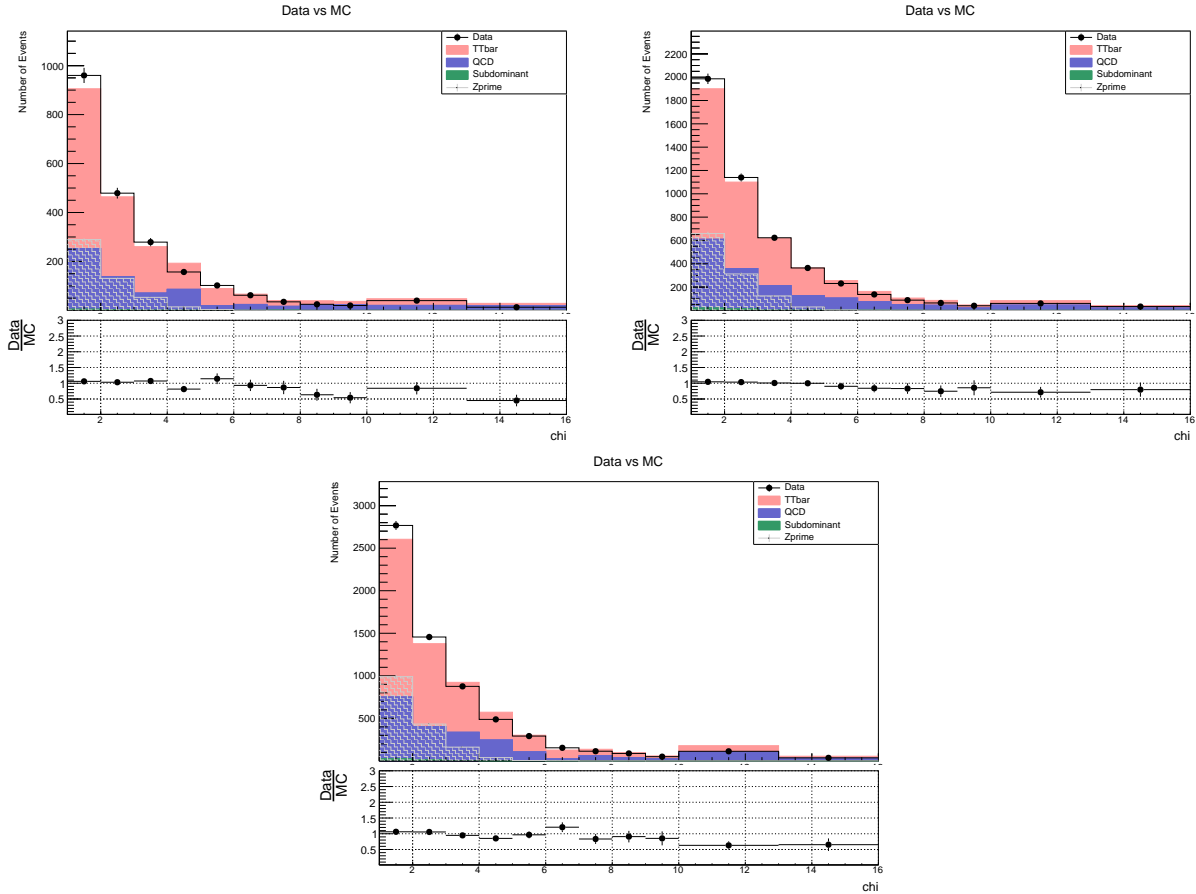 Data vs MC
Number of Events
Data
TTbar
QCD
Subdominant
Zprime
1000
800
600
400
200
Data
MC
3
2.5
2
1.5
1
0.5
2 4 6 8 10 12 14 16
chi
Data vs MC
Number of Events
Data
TTbar
QCD
Subdominant
Zprime
2200
2000
1800
1600
1400
1200
1000
800
600
400
200
Data
MC
3
2.5
2
1.5
1
0.5
2 4 6 8 10 12 14 16
chi
Data vs MC
Number of Events
Data
TTbar
QCD
Subdominant
Zprime
3000
2500
2000
1500
1000
500
Data
MC
3
2.5
2
1.5
1
0.5
2 4 6 8 10 12 14 16
chi